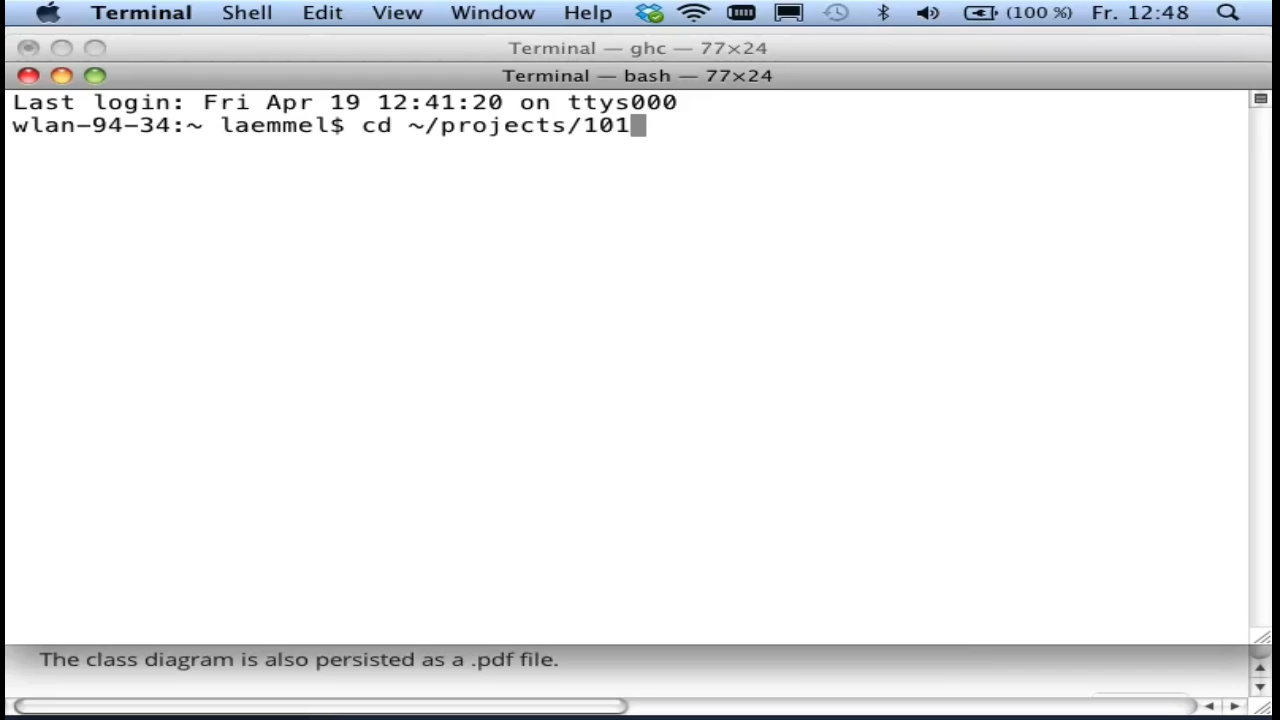 Terminal Shell Edit View Window Help (100 %) Fr. 12:48
Terminal — ghc — 77×24
Terminal — bash — 77×24
Last login: Fri Apr 19 12:41:20 on ttys000
wlan-94-34:~ laemmel$ cd ~/projects/101
The class diagram is also persisted as a .pdf file.